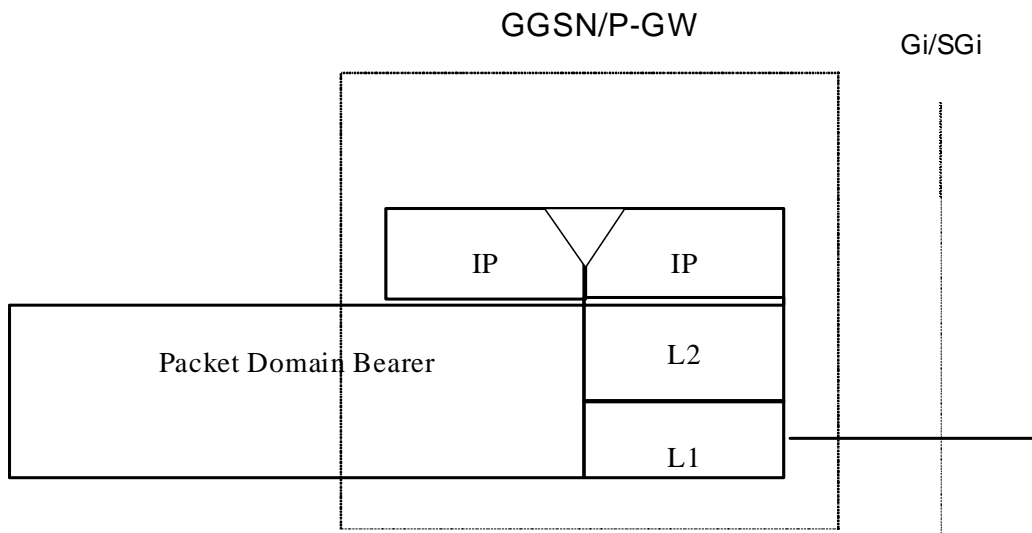 GGSN/P-GW
Gi/SGi
IP
IP
Packet Domain Bearer
L2
L1